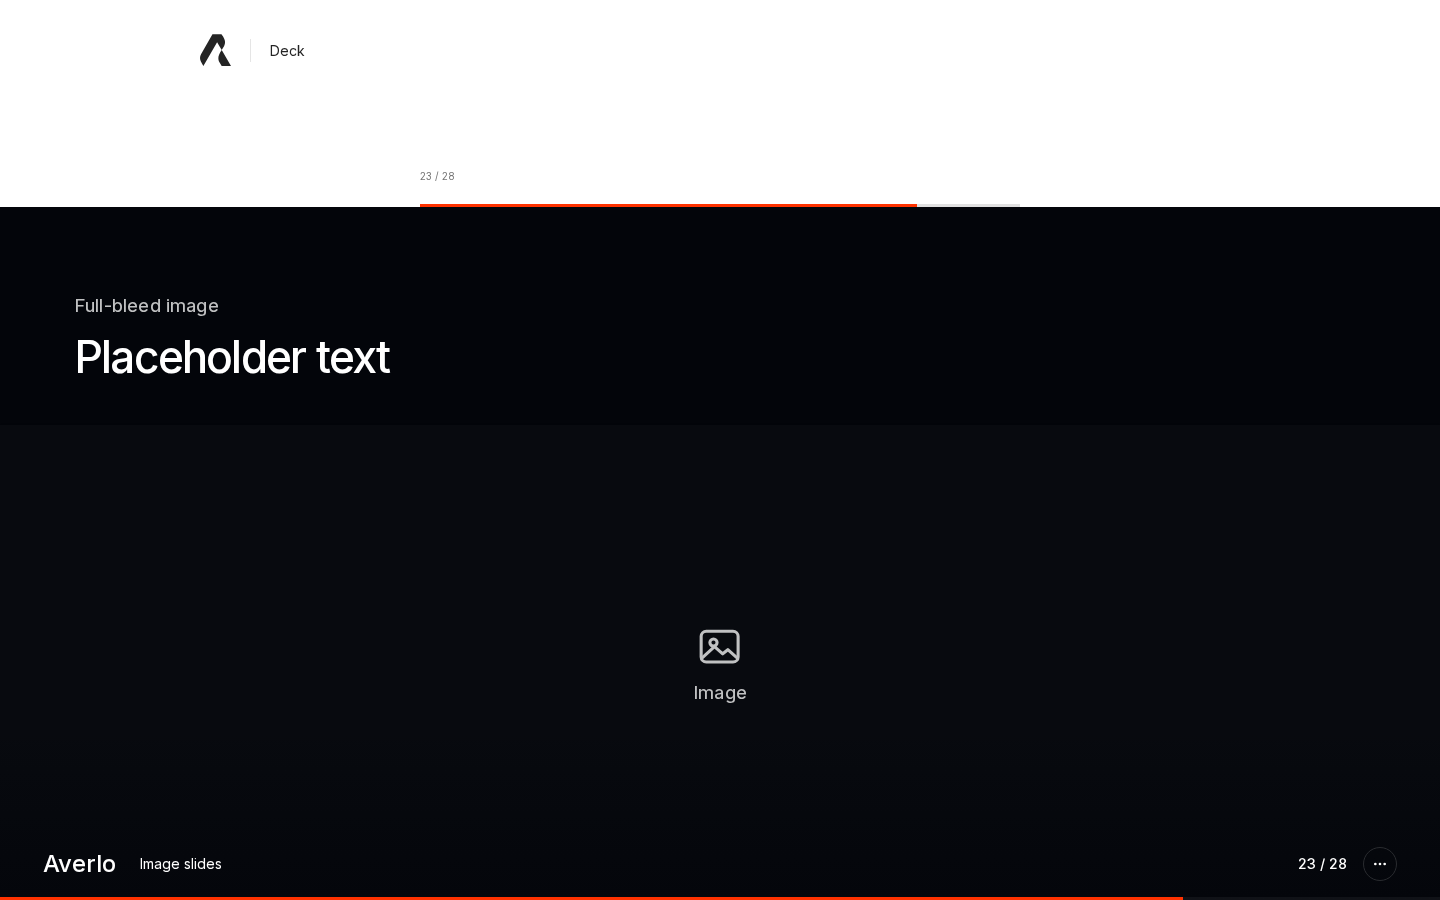 Deck
23 / 28
Full-bleed image
Placeholder text
Image
Averlo
Image slides
23 / 28